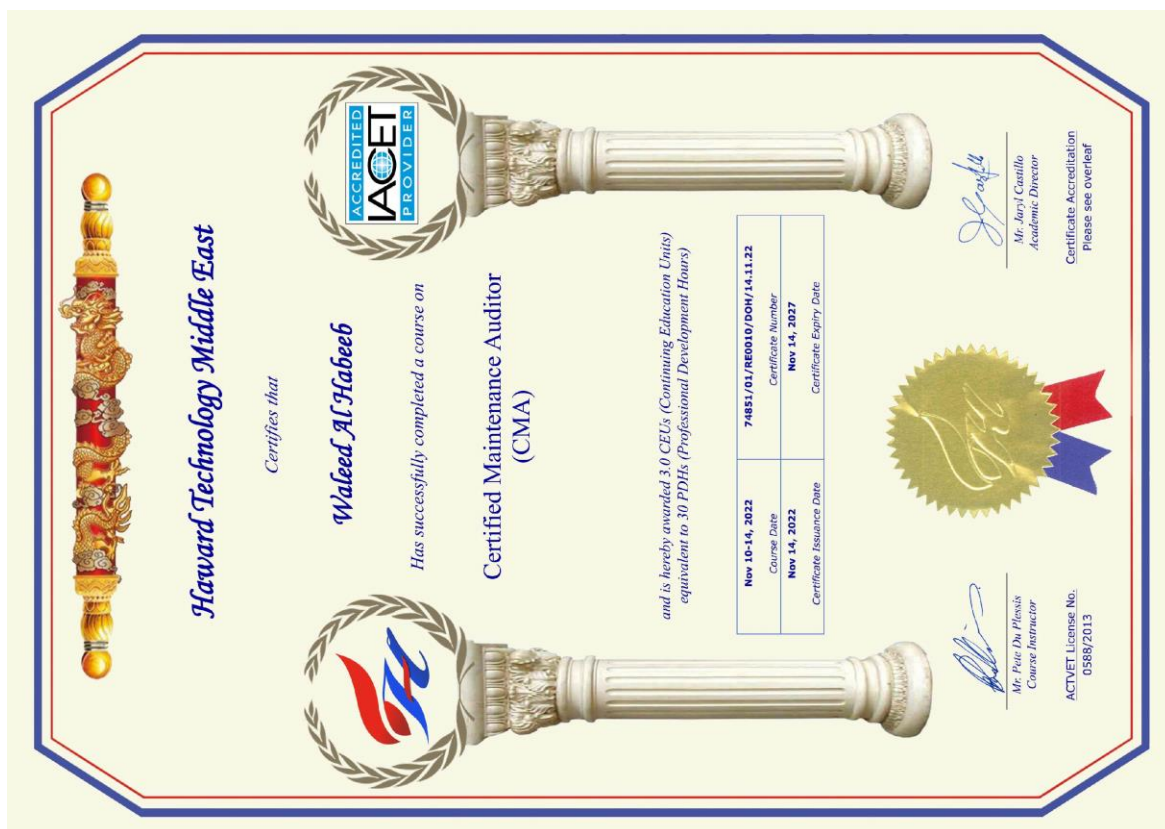 Haward Technology Middle East
Certifies that
Waleed Al Habeeb
ACCREDITED
IACET
PROVIDER
Has successfully completed a course on
Certified Maintenance Auditor
(CMA)
and is hereby awarded 3.0 CEUs (Continuing Education Units)
equivalent to 30 PDHs (Professional Development Hours)
Nov 10-14, 2022 74851/01/RE0010/DOH/14.11.22
Course Date Certificate Number
Nov 14, 2022 Nov 14, 2027
Certificate Issuance Date Certificate Expiry Date
Mr. Pete Du Plessis
Course Instructor
Mr. Jaryl Castillo
Academic Director
ACTVET License No.
0588/2013
Certificate Accreditation
Please see overleaf